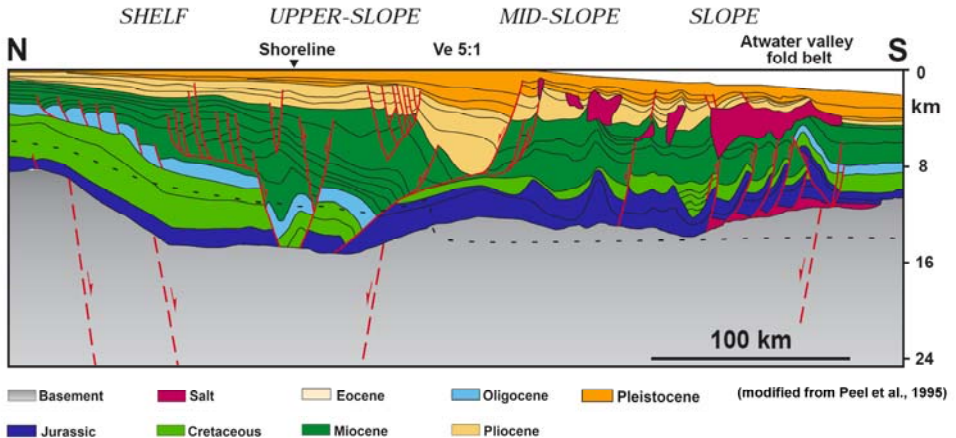 SHELF UPPER-SLOPE MID-SLOPE SLOPE
N Shoreline Ve 5:1 Atwater valley S
fold belt
0
km
8
16
100 km
24
Basement Salt Eocene Oligocene Pleistocene (modified from Peel et al., 1995)
Jurassic Cretaceous Miocene Pliocene